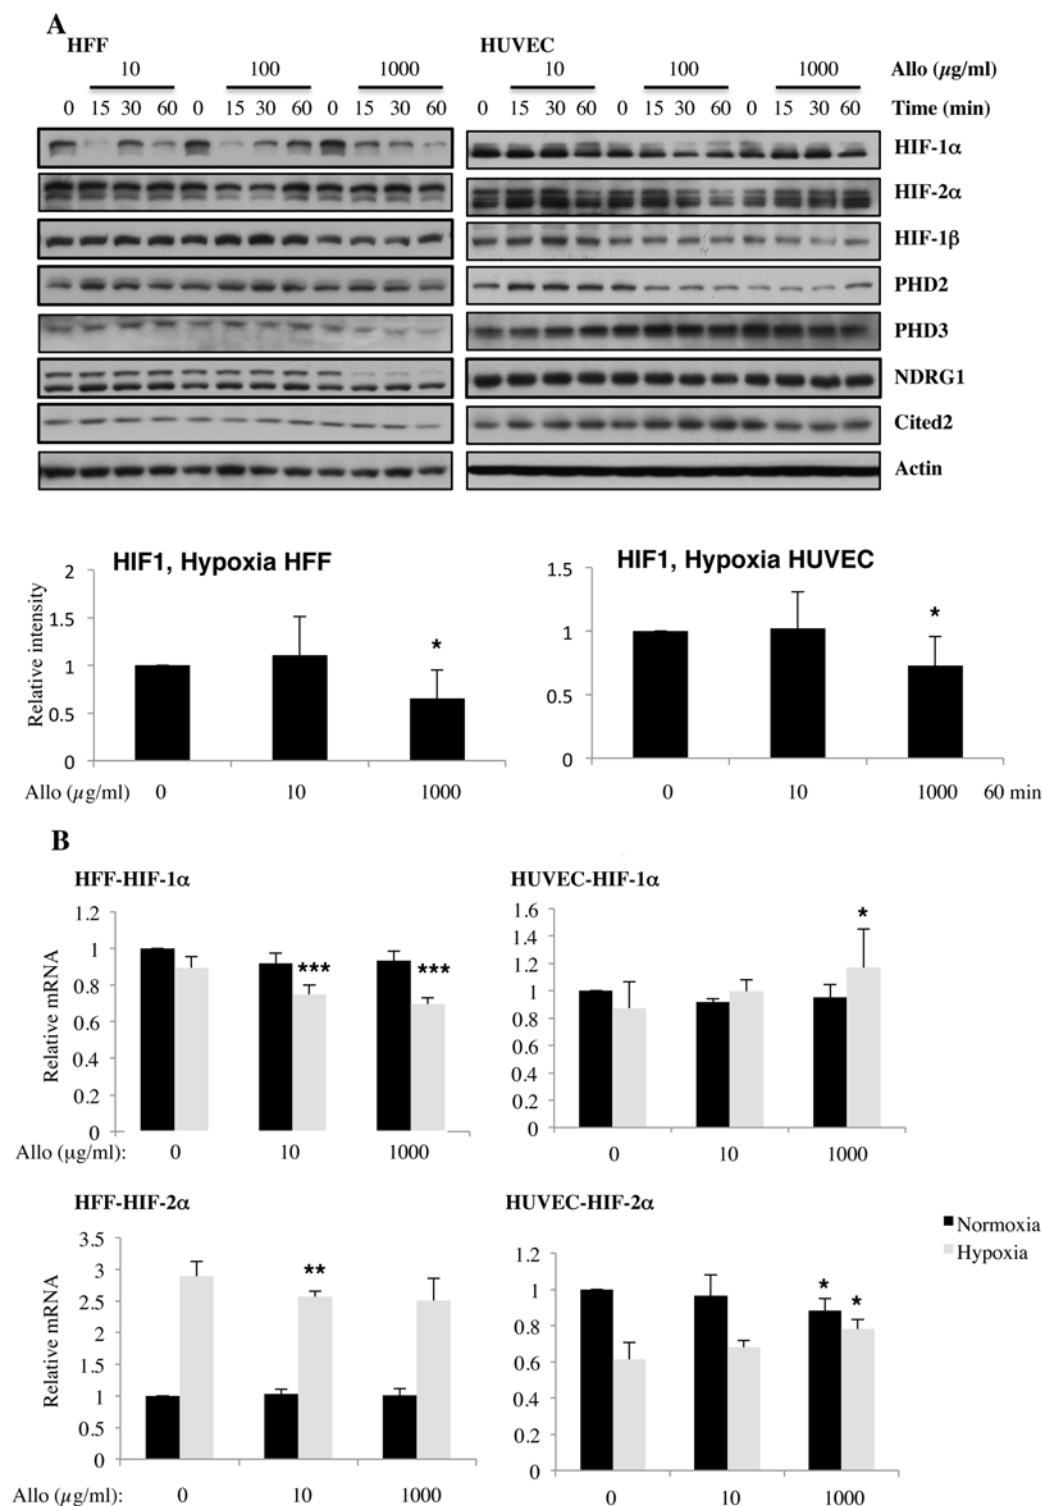 A
HFF HUVEC
10 100 1000 10 100 1000 Allo (µg/ml)
0 15 30 60 0 15 30 60 0 15 30 60 0 15 30 60 0 15 30 60 0 15 30 60 Time (min)
HIF-1α
HIF-2α
HIF-1β
PHD2
PHD3
NDRG1
Cited2
Actin
HIF1, Hypoxia HFF
Relative intensity
2
1.5
1
0.5
0
*
Allo (µg/ml) 0 10 1000
HIF1, Hypoxia HUVEC
1.5
1
0.5
0
*
0 10 1000 60 min
B
HFF-HIF-1α
Relative mRNA
1.2
1
0.8
0.6
0.4
0.2
0
*** ***
Allo (µg/ml): 0 10 1000
HUVEC-HIF-1α
1.6
1.4
1.2
1
0.8
0.6
0.4
0.2
0
*
0 10 1000
HFF-HIF-2α
Relative mRNA
3.5
3
2.5
2
1.5
1
0.5
0
**
Allo (µg/ml): 0 10 1000
HUVEC-HIF-2α
1.2
1
0.8
0.6
0.4
0.2
0
* *
0 10 1000
Normoxia
Hypoxia